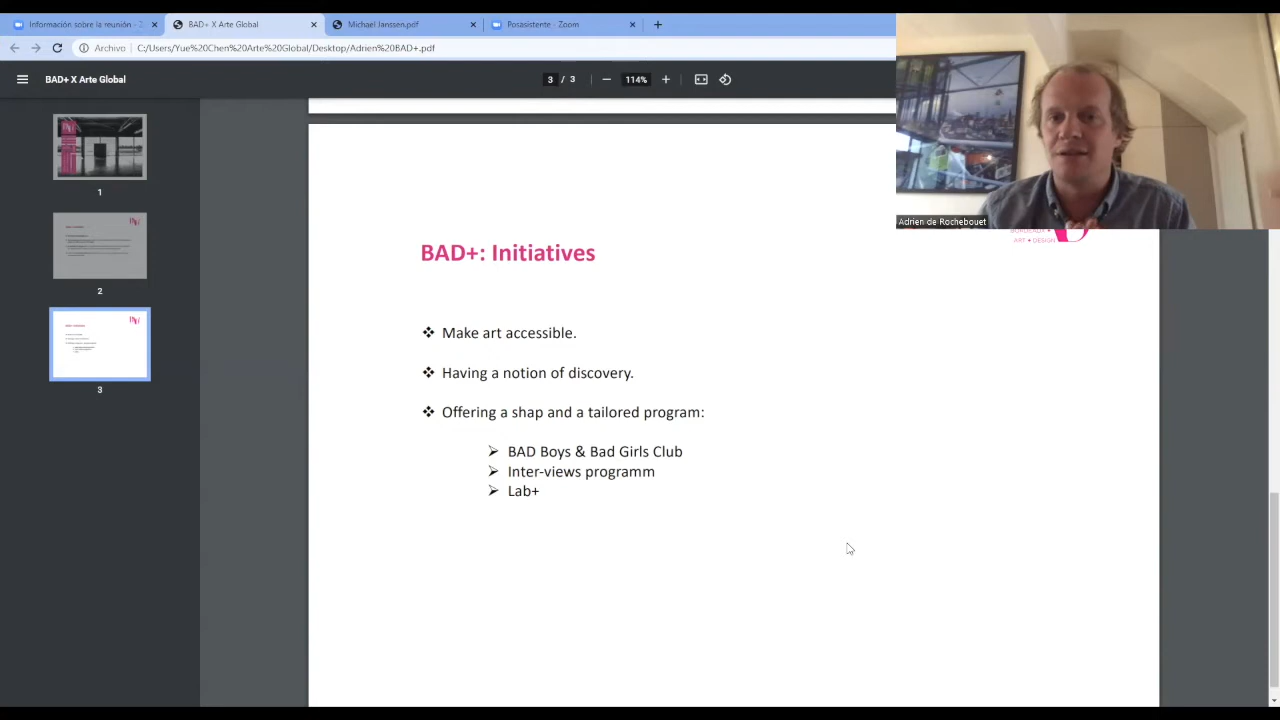 Información sobre la reunión - Z
BAD+ X Arte Global
Michael Janssen.pdf
Posasistente - Zoom
Archivo
C:/Users/Yue%20Chen%20Arte%20Global/Desktop/Adrien%20BAD+.pdf
BAD+ X Arte Global
3 / 3
114%
1
2
3
Adrien de Rochebouet
BORDEAUX +
ART + DESIGN
BAD+: Initiatives
❖ Make art accessible.
❖ Having a notion of discovery.
❖ Offering a shap and a tailored program:
➢ BAD Boys & Bad Girls Club
➢ Inter-views programm
➢ Lab+